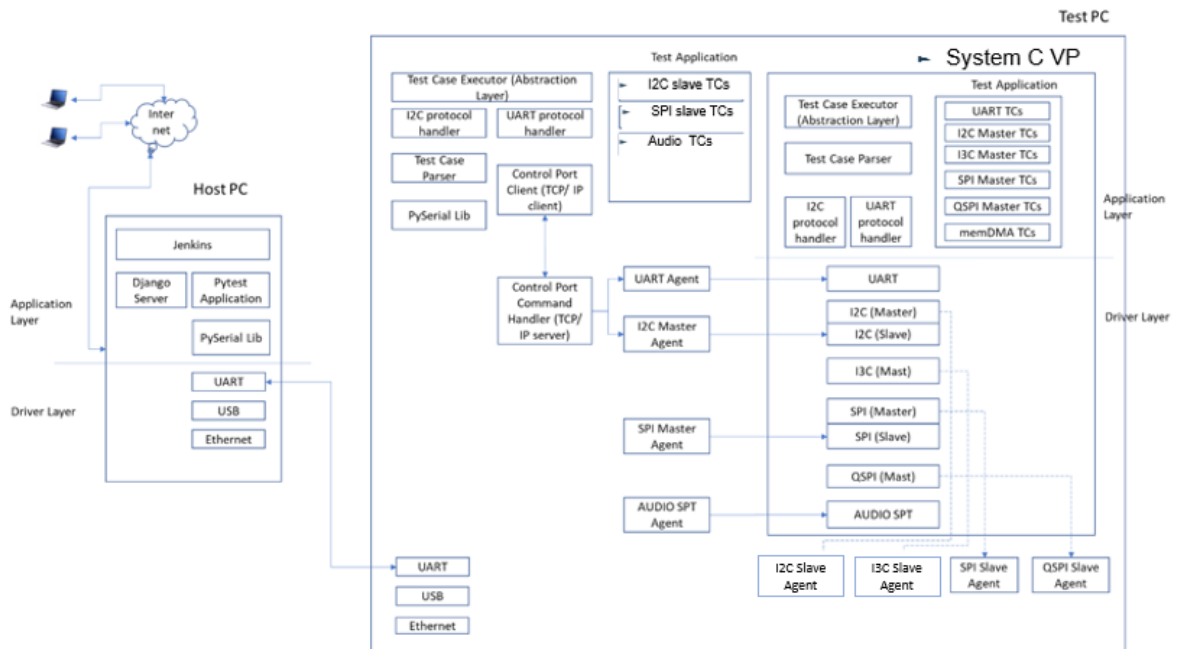 Test PC
Inter
net
Host PC
Application
Layer
Driver Layer
Jenkins
Django
Server
Pytest
Application
PySerial Lib
UART
USB
Ethernet
Test Case Executor (Abstraction
Layer)
I2C protocol
handler
UART protocol
handler
Test Case
Parser
PySerial Lib
Control Port
Client (TCP/ IP
client)
Control Port
Command
Handler (TCP/
IP server)
Test Application
I2C slave TCs
SPI slave TCs
Audio TCs
UART Agent
I2C Master
Agent
SPI Master
Agent
AUDIO SPT
Agent
UART
USB
Ethernet
System C VP
Test Case Executor
(Abstraction Layer)
Test Case Parser
I2C
protocol
handler
UART
protocol
handler
Test Application
UART TCs
I2C Master TCs
I3C Master TCs
SPI Master TCs
QSPI Master TCs
memDMA TCs
Application
Layer
Driver Layer
UART
I2C (Master)
I2C (Slave)
I3C (Mast)
SPI (Master)
SPI (Slave)
QSPI (Mast)
AUDIO SPT
I2C Slave
Agent
I3C Slave
Agent
SPI Slave
Agent
QSPI Slave
Agent